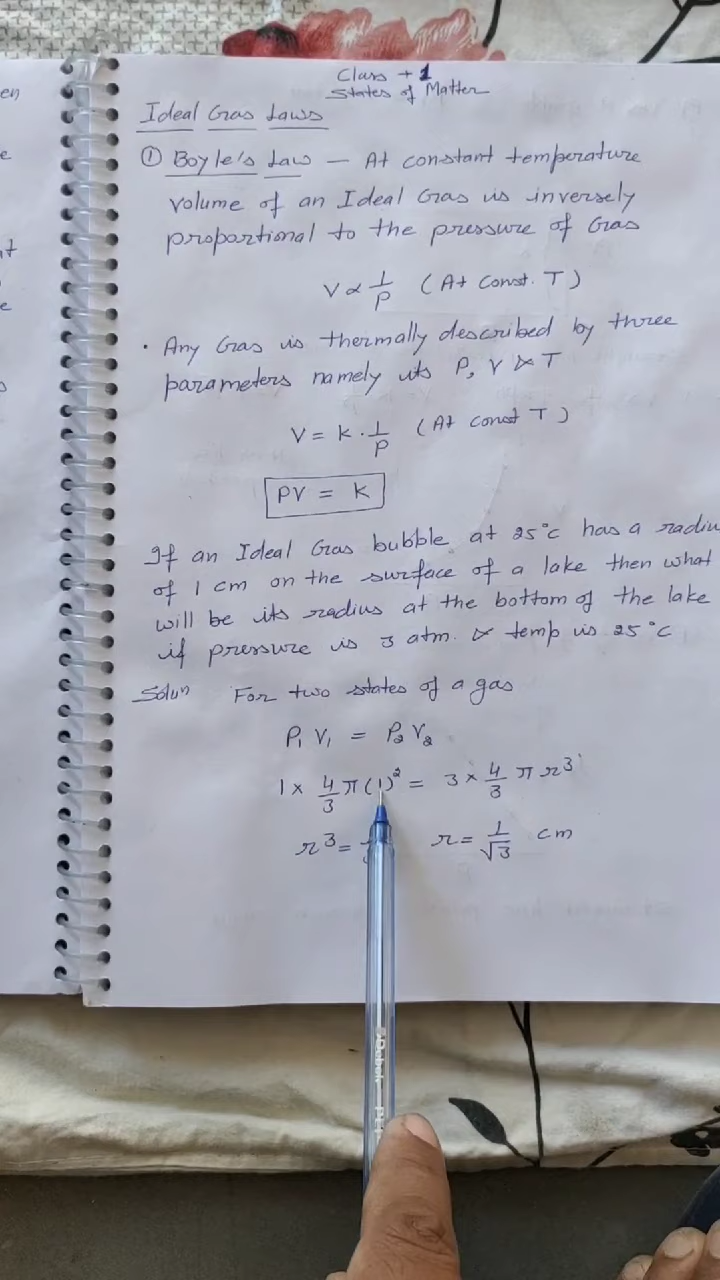 Class + 1
States of Matter
Ideal Gas Laws
① Boyle's Law — At constant temperature
volume of an Ideal Gas is inversely
proportional to the pressure of Gas
V ∝ 1/P (At Const. T)
• Any Gas is thermally described by three
parameters namely its P, V & T
V = K · 1/P (At Const T)
PV = K
If an Ideal Gas bubble at 25°C has a radiu
of 1 cm on the surface of a lake then what
will be its radius at the bottom of the lake
if pressure is 3 atm. & temp is 25°C
Solun For two states of a gas
P₁ V₁ = P₂ V₂
1 × 4/3 π (1)² = 3 × 4/3 π r³
r³ = r = 1/√3 cm